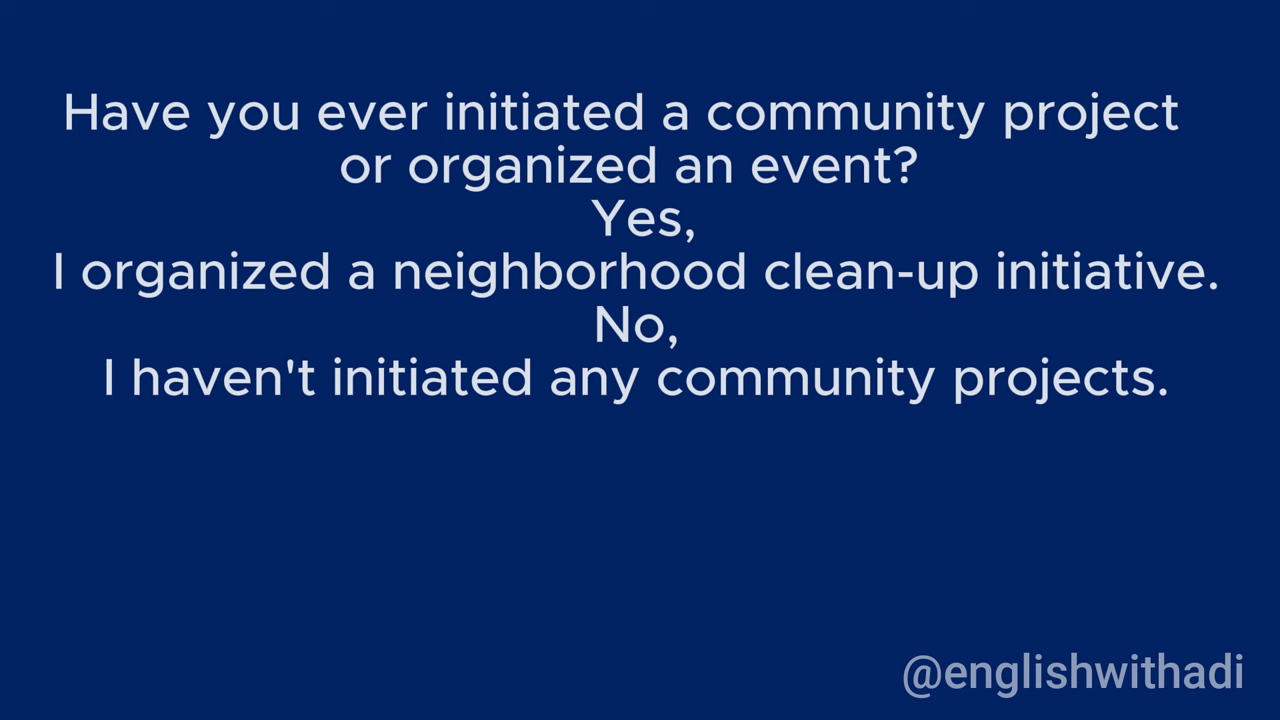 Have you ever initiated a community project
or organized an event?
Yes,
I organized a neighborhood clean-up initiative.
No,
I haven't initiated any community projects.
@englishwithadi